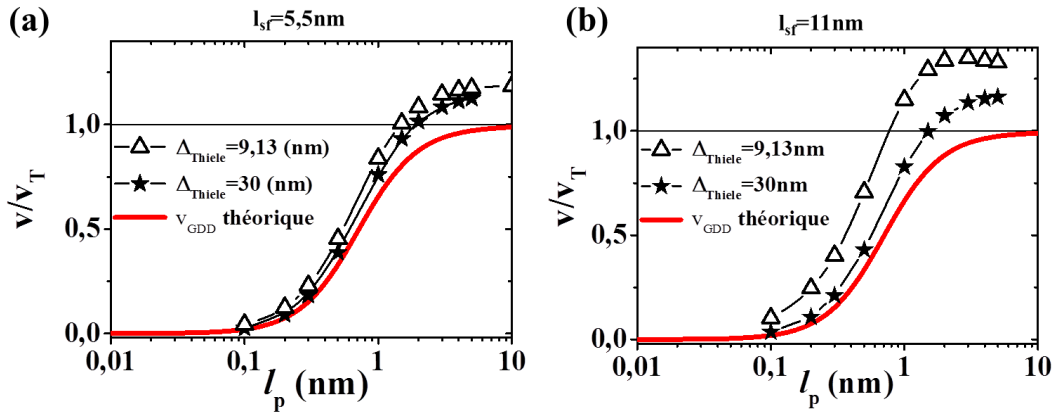 (a)
l_sf=5,5nm
v/v_T
1,0
0,5
0,0
Δ_Thiele=9,13 (nm)
Δ_Thiele=30 (nm)
v_GDD théorique
0,01 0,1 1 10
l_p (nm)
(b)
l_sf=11nm
v/v_T
1,0
0,5
0,0
Δ_Thiele=9,13nm
Δ_Thiele=30nm
v_GDD théorique
0,01 0,1 1 10
l_p (nm)